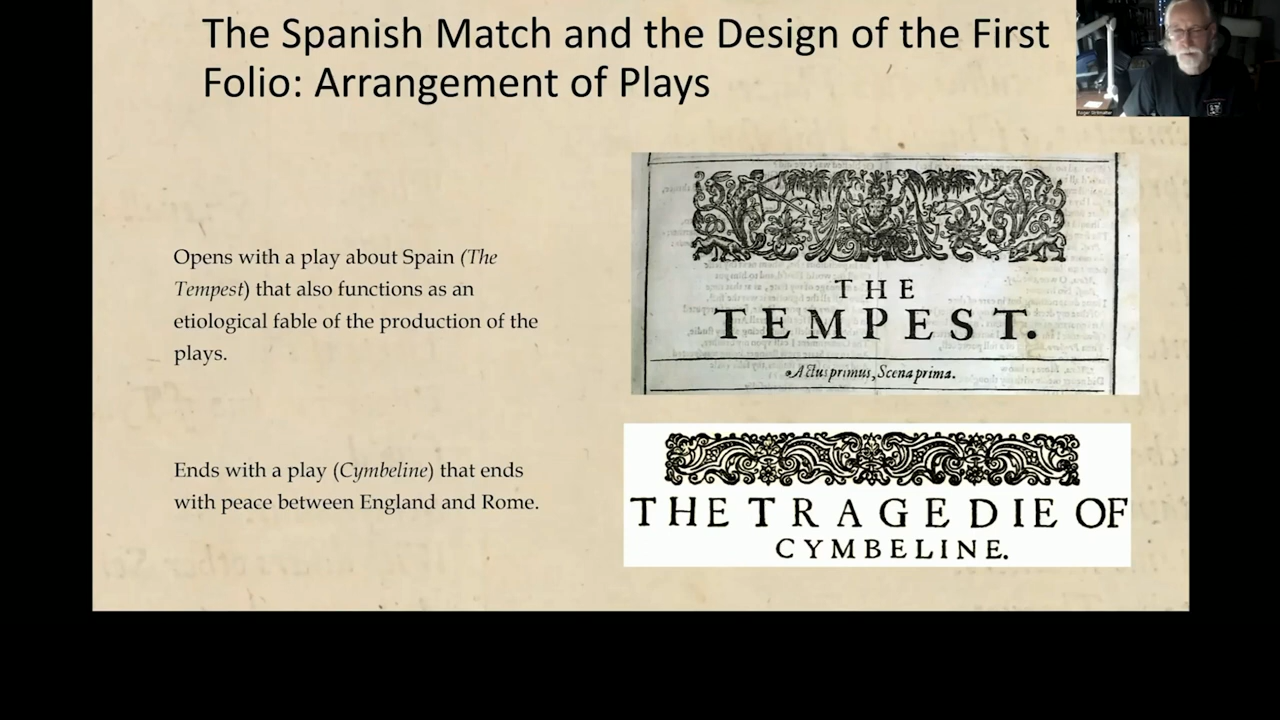 The Spanish Match and the Design of the First
Folio: Arrangement of Plays
Opens with a play about Spain (The
Tempest) that also functions as an
etiological fable of the production of the
plays.
THE
TEMPEST.
Actus primus, Scena prima.
Ends with a play (Cymbeline) that ends
with peace between England and Rome.
THE TRAGEDIE OF
CYMBELINE.